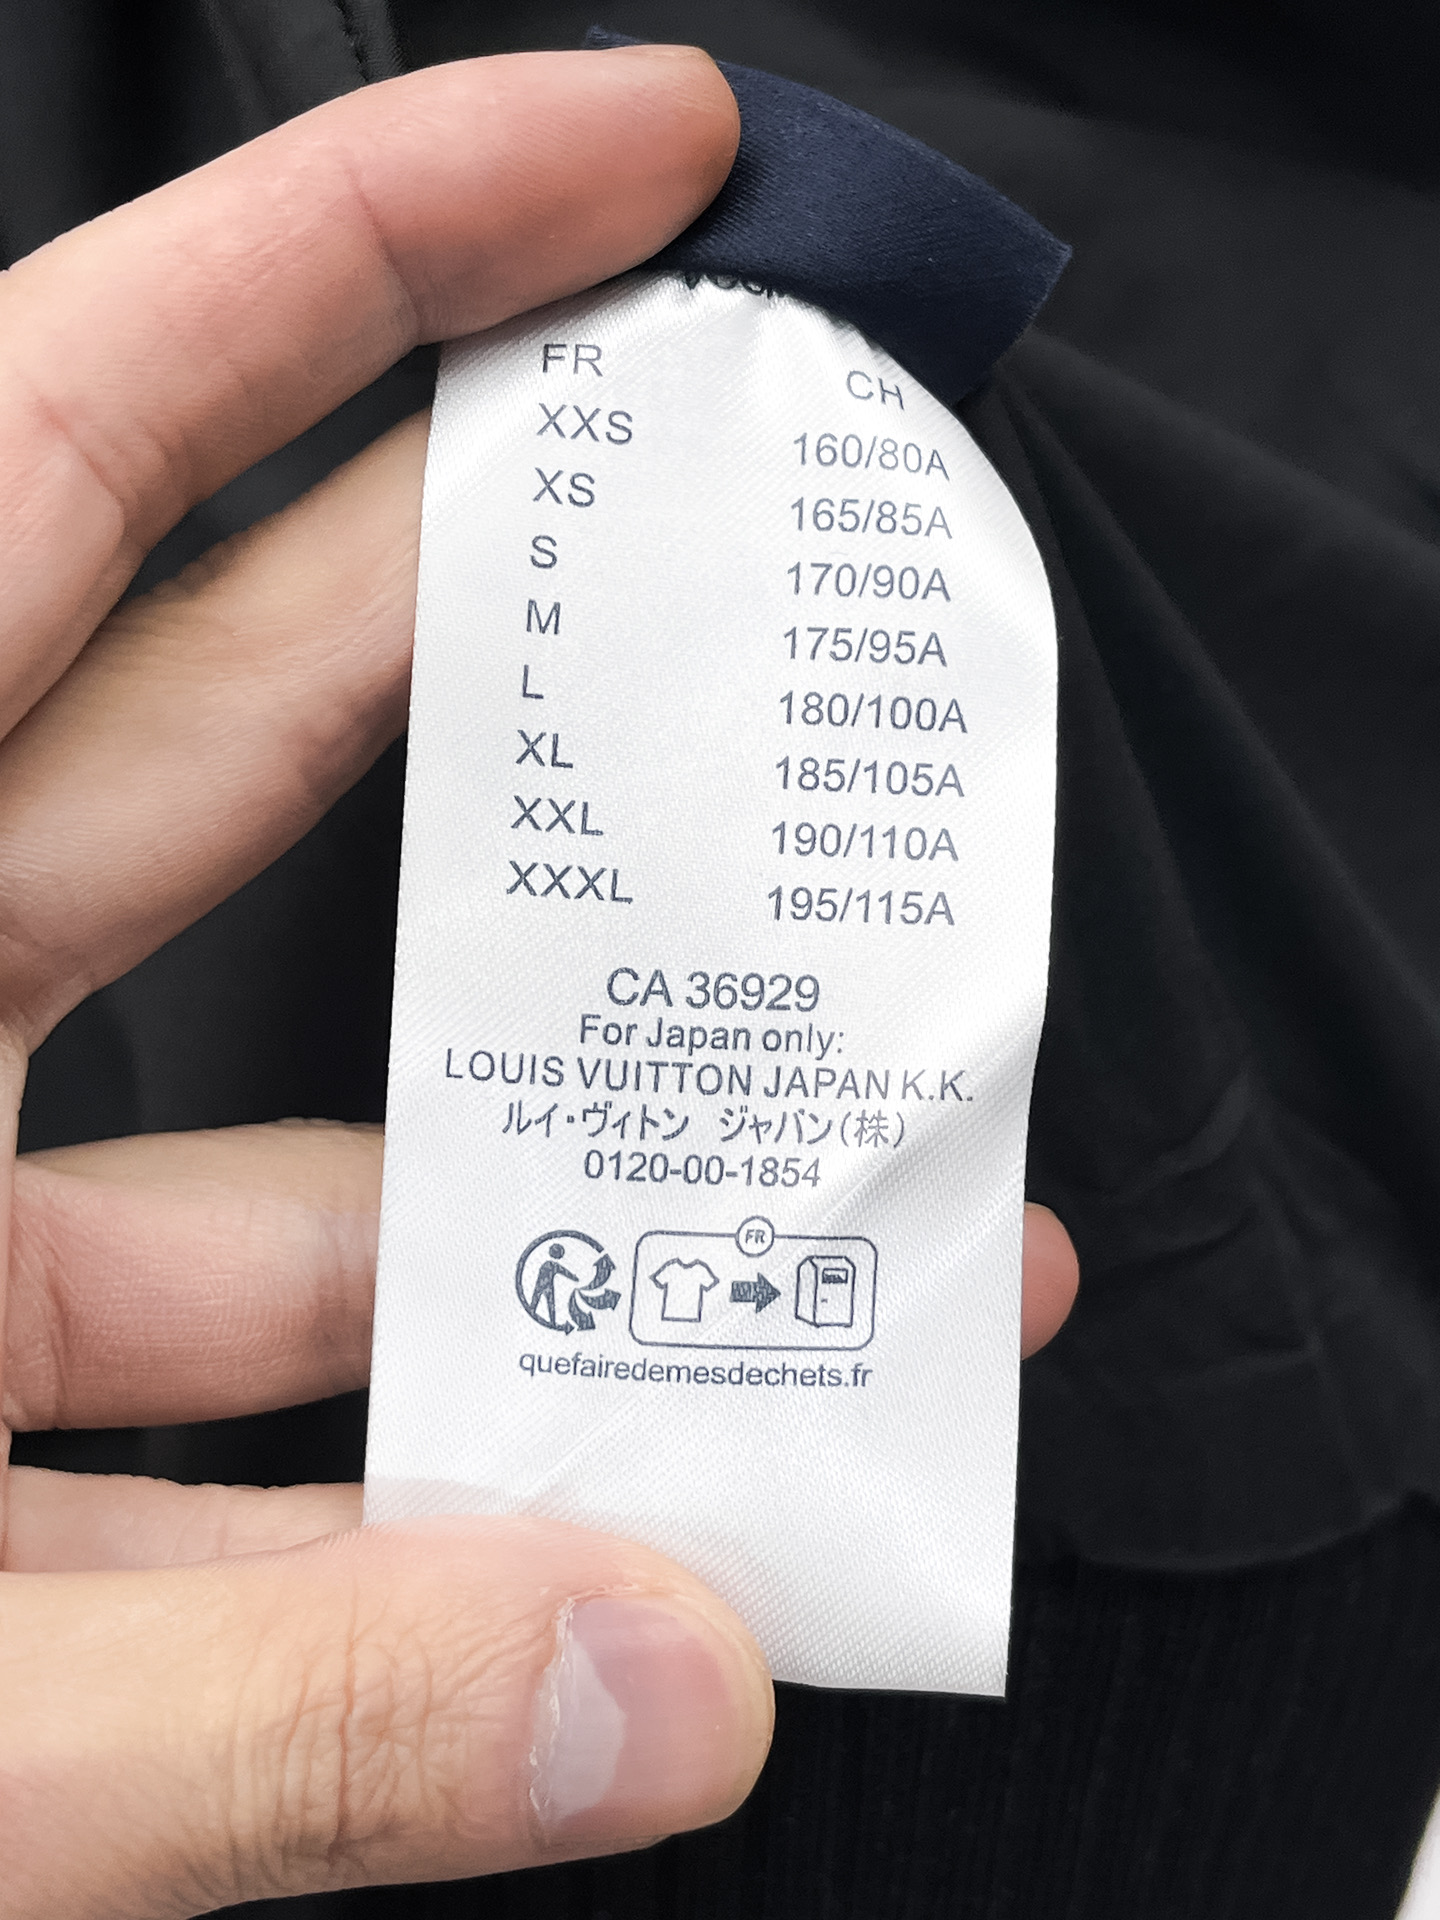 FR CH
XXS 160/80A
XS 165/85A
S 170/90A
M 175/95A
L 180/100A
XL 185/105A
XXL 190/110A
XXXL 195/115A
CA 36929
For Japan only:
LOUIS VUITTON JAPAN K.K.
ルイ・ヴィトン ジャパン(株)
0120-00-1854
FR
quefairedemesdechets.fr